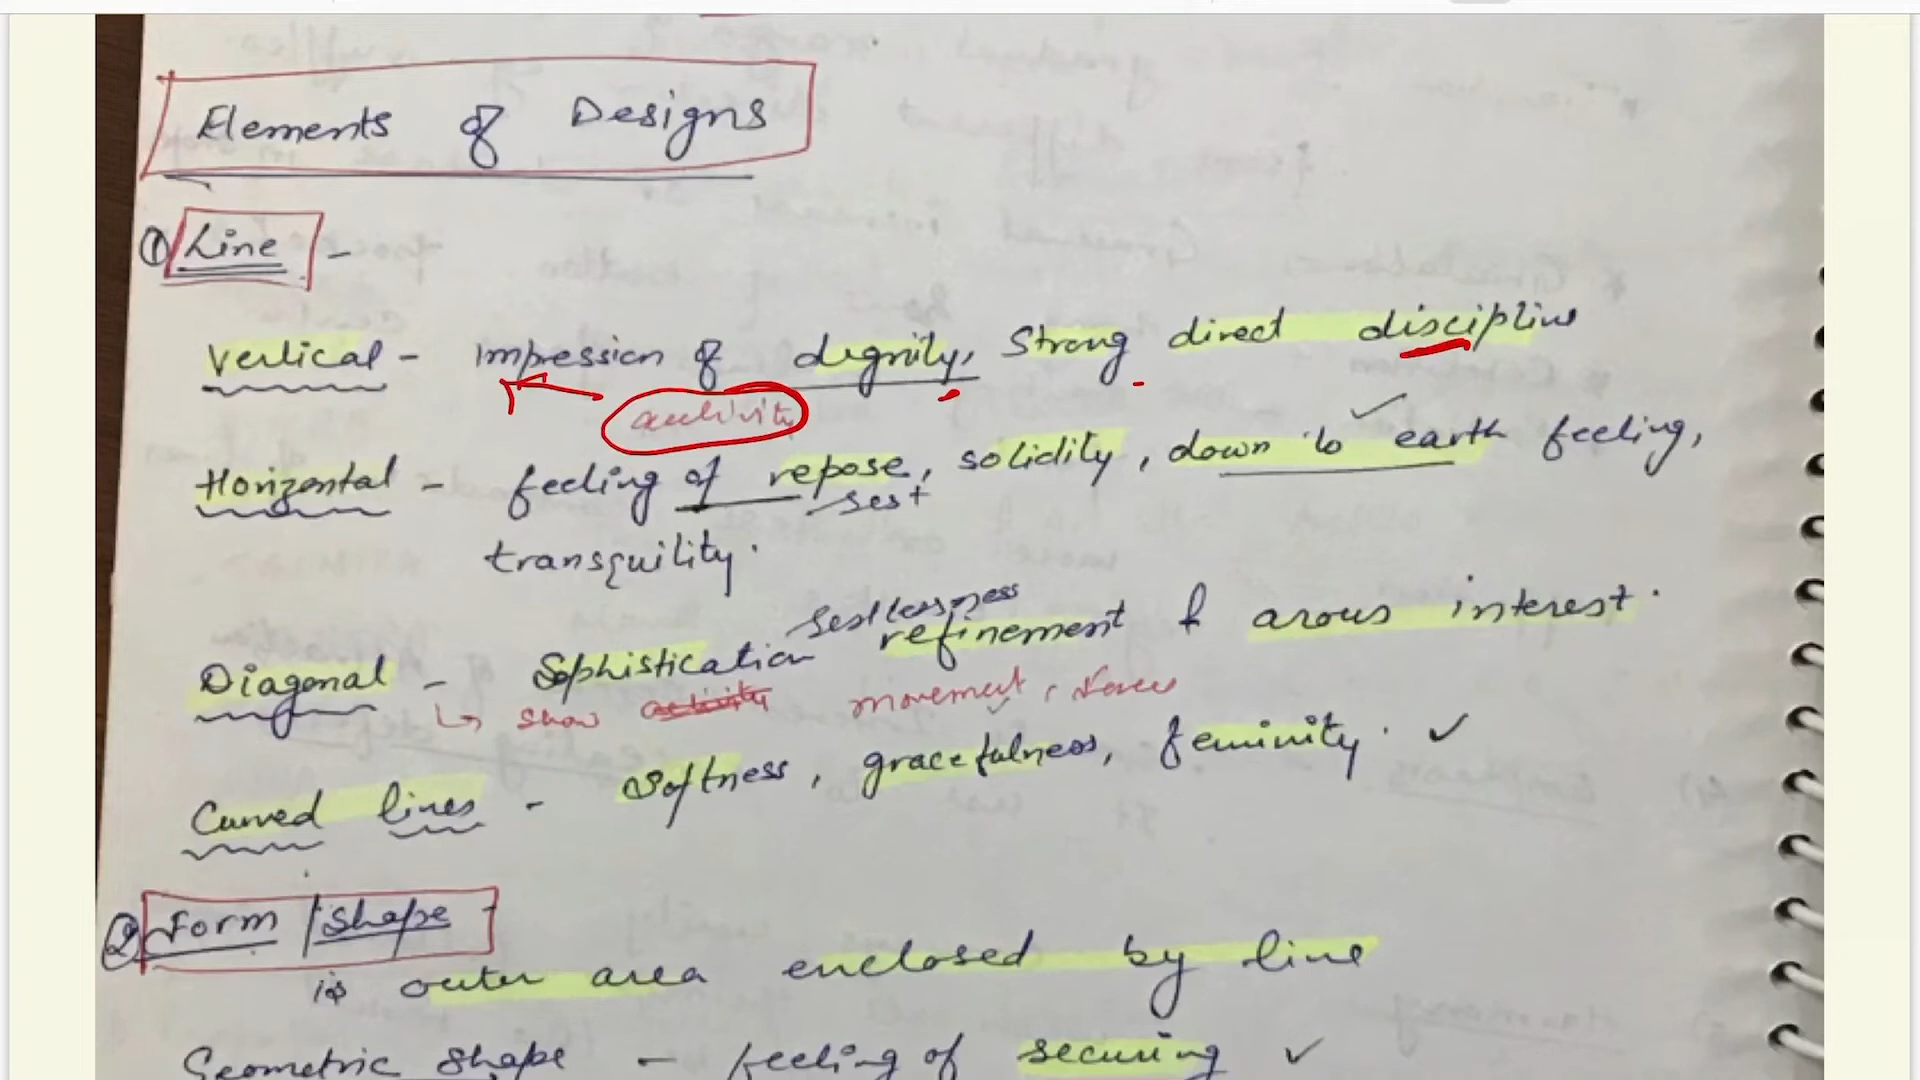 Elements of Designs
① Line -
Vertical - Impression of dignity, Strong direct discipline
activity
Horizontal - feeling of repose, solidity, down to earth feeling,
rest
transquility.
restlessness
Diagonal - Sophistication refinement & arous interest.
↳ show activity movement, force
Curved lines - Softness, gracefulness, feminity. ✓
② Form / Shape
is outer area enclosed by line
Geometric shape - feeling of securing ✓